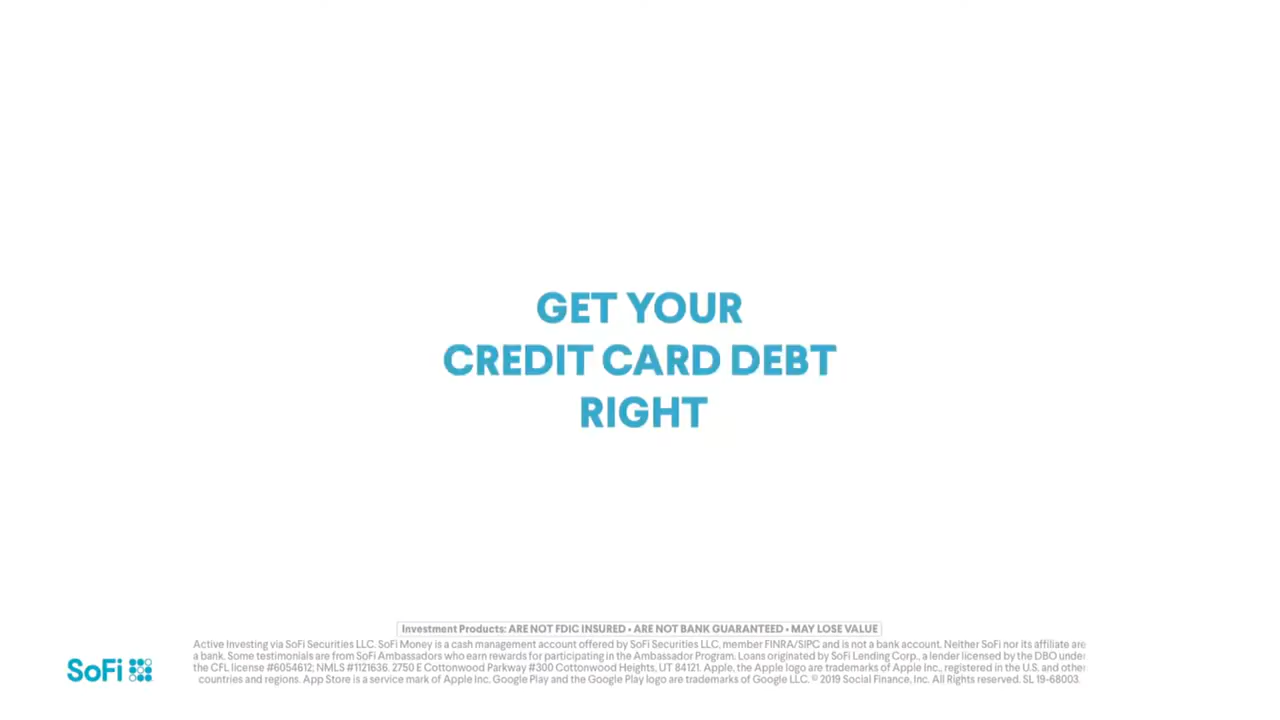 GET YOUR
CREDIT CARD DEBT
RIGHT
Investment Products: ARE NOT FDIC INSURED • ARE NOT BANK GUARANTEED • MAY LOSE VALUE
Active Investing via SoFi Securities LLC. SoFi Money is a cash management account offered by SoFi Securities LLC, member FINRA/SIPC and is not a bank account. Neither SoFi nor its affiliate are
a bank. Some testimonials are from SoFi Ambassadors who earn rewards for participating in the Ambassador Program. Loans originated by SoFi Lending Corp., a lender licensed by the DBO under
the CFL license #6054612; NMLS #1121636. 2750 E Cottonwood Parkway #300 Cottonwood Heights, UT 84121. Apple, the Apple logo are trademarks of Apple Inc., registered in the U.S. and other
countries and regions. App Store is a service mark of Apple Inc. Google Play and the Google Play logo are trademarks of Google LLC. © 2019 Social Finance, Inc. All Rights reserved. SL 19-68003.
SoFi